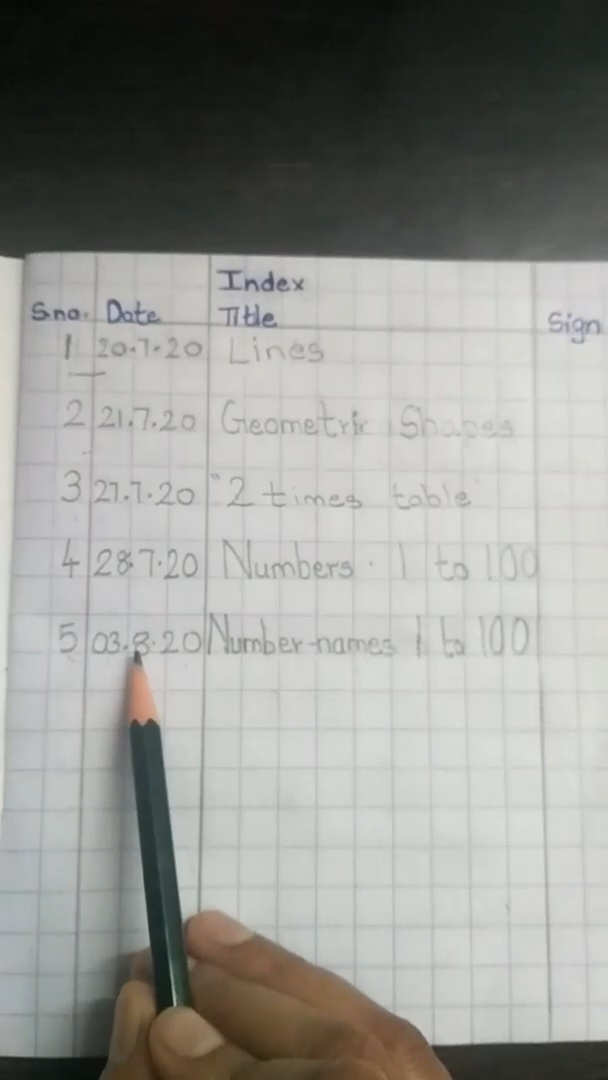 Index
S.no. Date Title Sign
1 20.7.20 Lines
2 21.7.20 Geometric Shapes
3 27.7.20 "2 times table"
4 28.7.20 Numbers. 1 to 100
5 03.8.20 Number-names 1 to 100